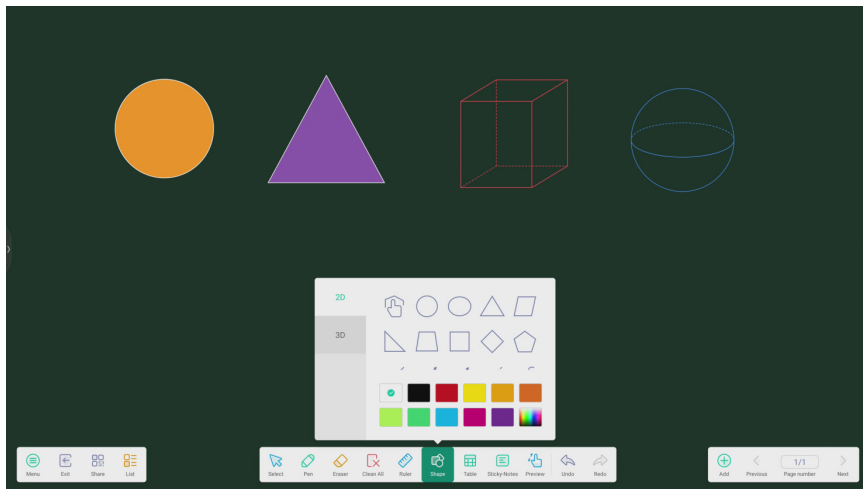 2D
3D
Menu Exit Share List Select Pen Eraser Clean All Ruler Shape Table Sticky-Notes Preview Undo Redo Add Previous 1/1 Page number Next